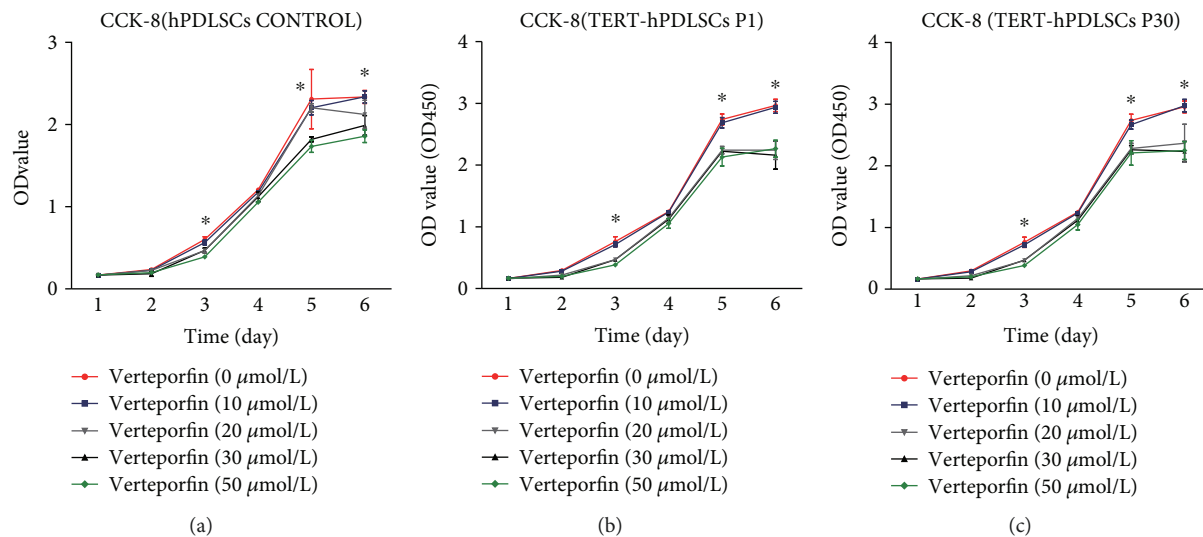 CCK-8(hPDLSCs CONTROL)
ODvalue
3
2
1
0
*
*
*
1 2 3 4 5 6
Time (day)
Verteporfin (0 μmol/L)
Verteporfin (10 μmol/L)
Verteporfin (20 μmol/L)
Verteporfin (30 μmol/L)
Verteporfin (50 μmol/L)
(a)
CCK-8(TERT-hPDLSCs P1)
OD value (OD450)
4
3
2
1
0
*
*
*
1 2 3 4 5 6
Time (day)
Verteporfin (0 μmol/L)
Verteporfin (10 μmol/L)
Verteporfin (20 μmol/L)
Verteporfin (30 μmol/L)
Verteporfin (50 μmol/L)
(b)
CCK-8 (TERT-hPDLSCs P30)
OD value (OD450)
4
3
2
1
0
*
*
*
1 2 3 4 5 6
Time (day)
Verteporfin (0 μmol/L)
Verteporfin (10 μmol/L)
Verteporfin (20 μmol/L)
Verteporfin (30 μmol/L)
Verteporfin (50 μmol/L)
(c)